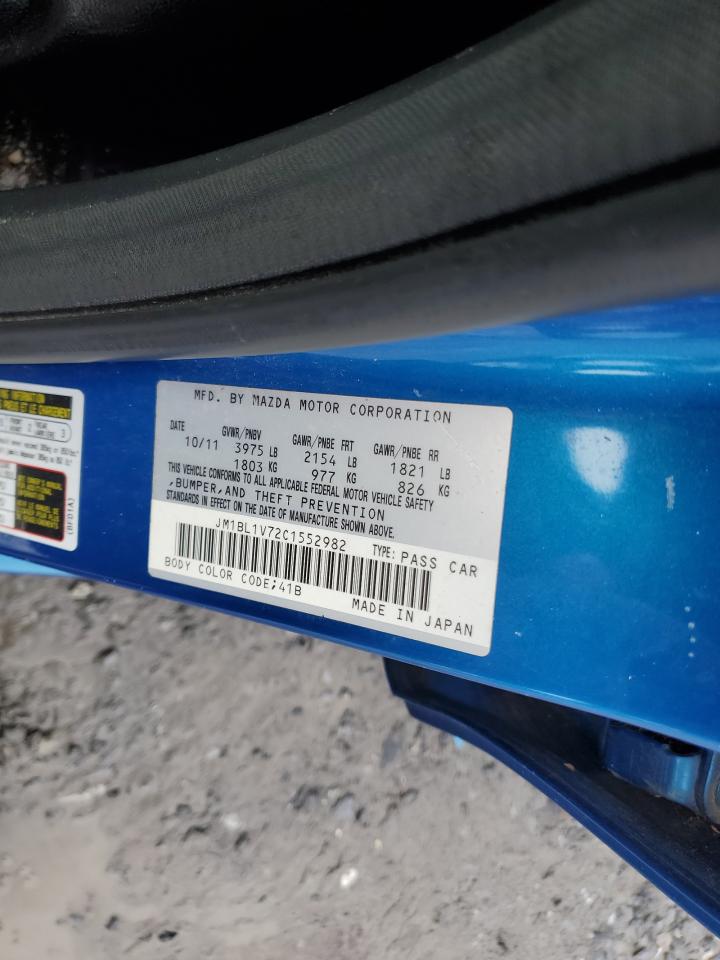 MFD. BY MAZDA MOTOR CORPORATION
DATE GVWR/PNBV GAWR/PNBE FRT GAWR/PNBE RR
10/11 3975 LB 2154 LB 1821 LB
1803 KG 977 KG 826 KG
THIS VEHICLE CONFORMS TO ALL APPLICABLE FEDERAL MOTOR VEHICLE SAFETY
,BUMPER,AND THEFT PREVENTION
STANDARDS IN EFFECT ON THE DATE OF MANUFACTURE SHOWN ABOVE.
JM1BL1V72C1552982 TYPE: PASS CAR
BODY COLOR CODE;41B
MADE IN JAPAN
(BFD1A)